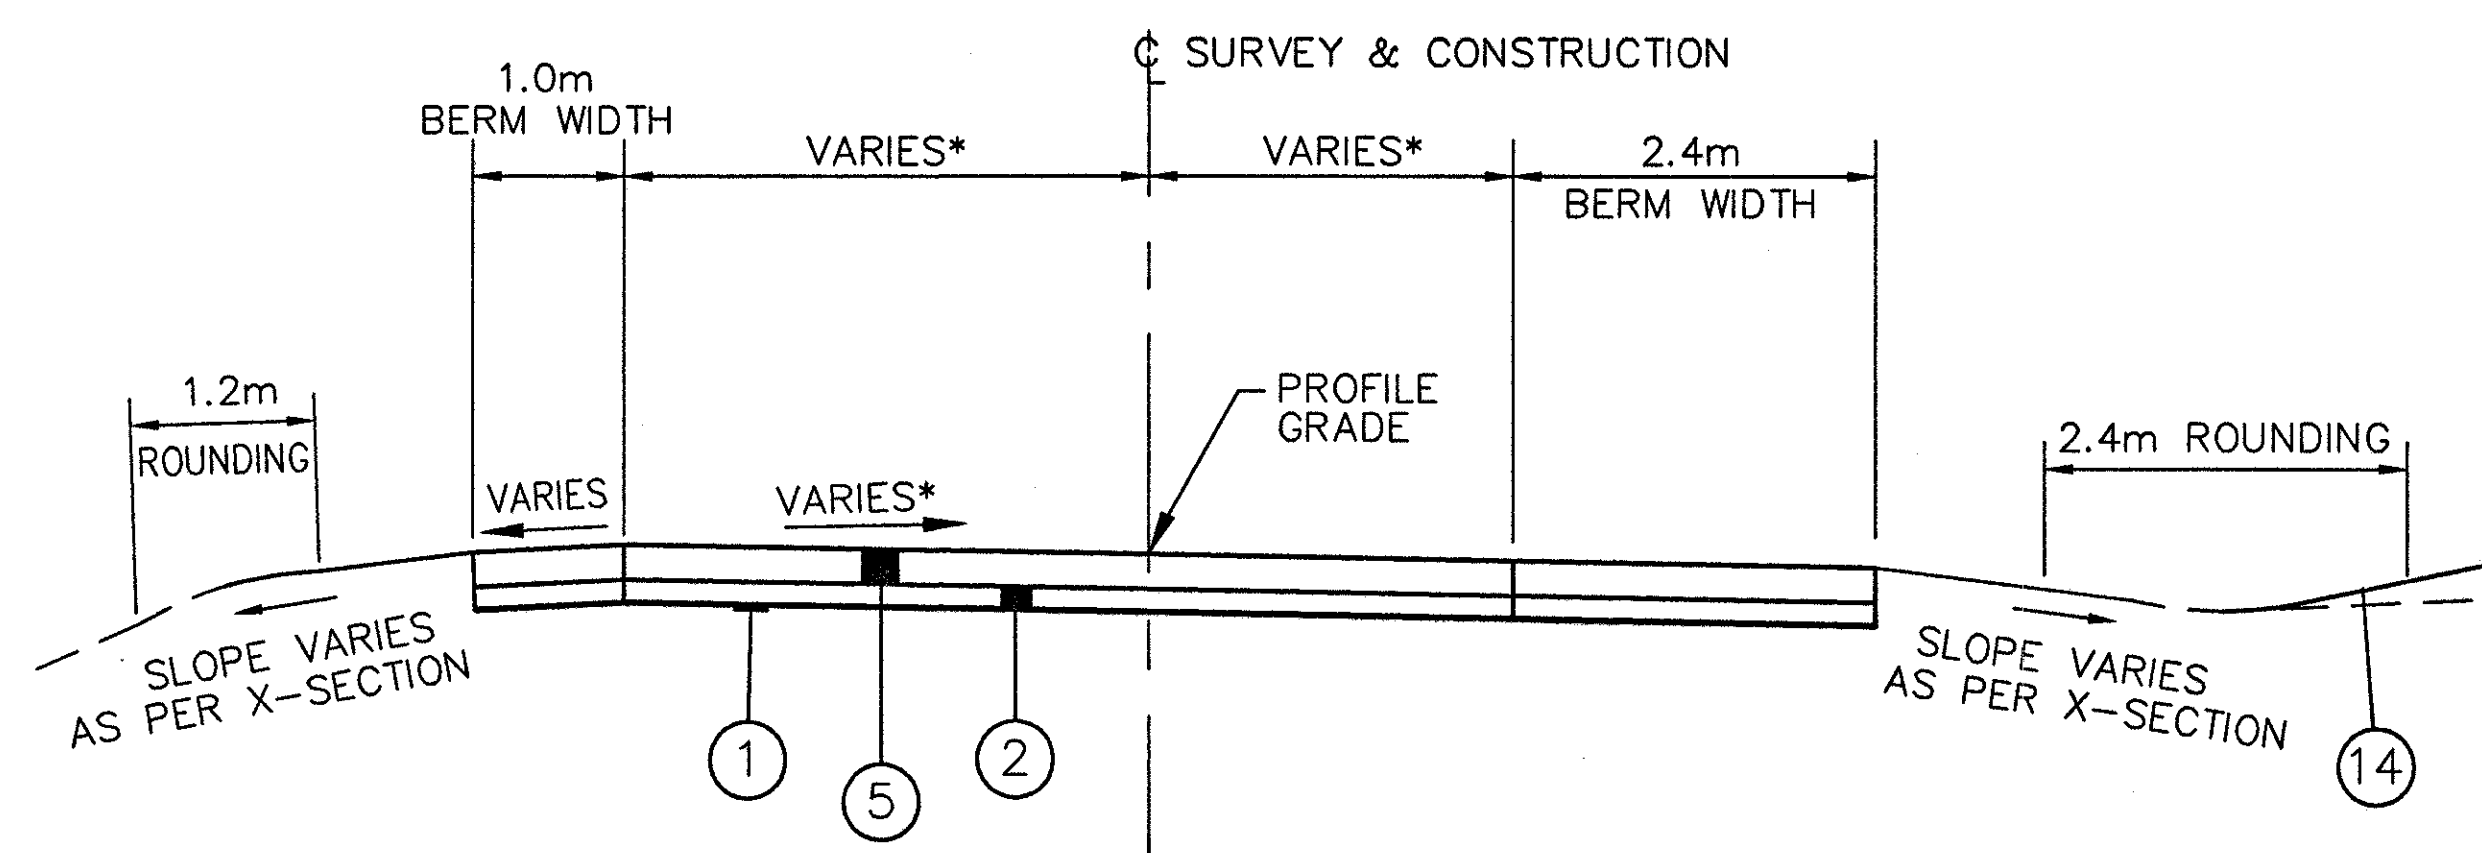 ℄ SURVEY & CONSTRUCTION
1.0m
BERM WIDTH
VARIES*
VARIES*
2.4m
BERM WIDTH
1.2m
ROUNDING
PROFILE
GRADE
2.4m ROUNDING
VARIES
VARIES*
SLOPE VARIES
AS PER X-SECTION
SLOPE VARIES
AS PER X-SECTION
1
5
2
14